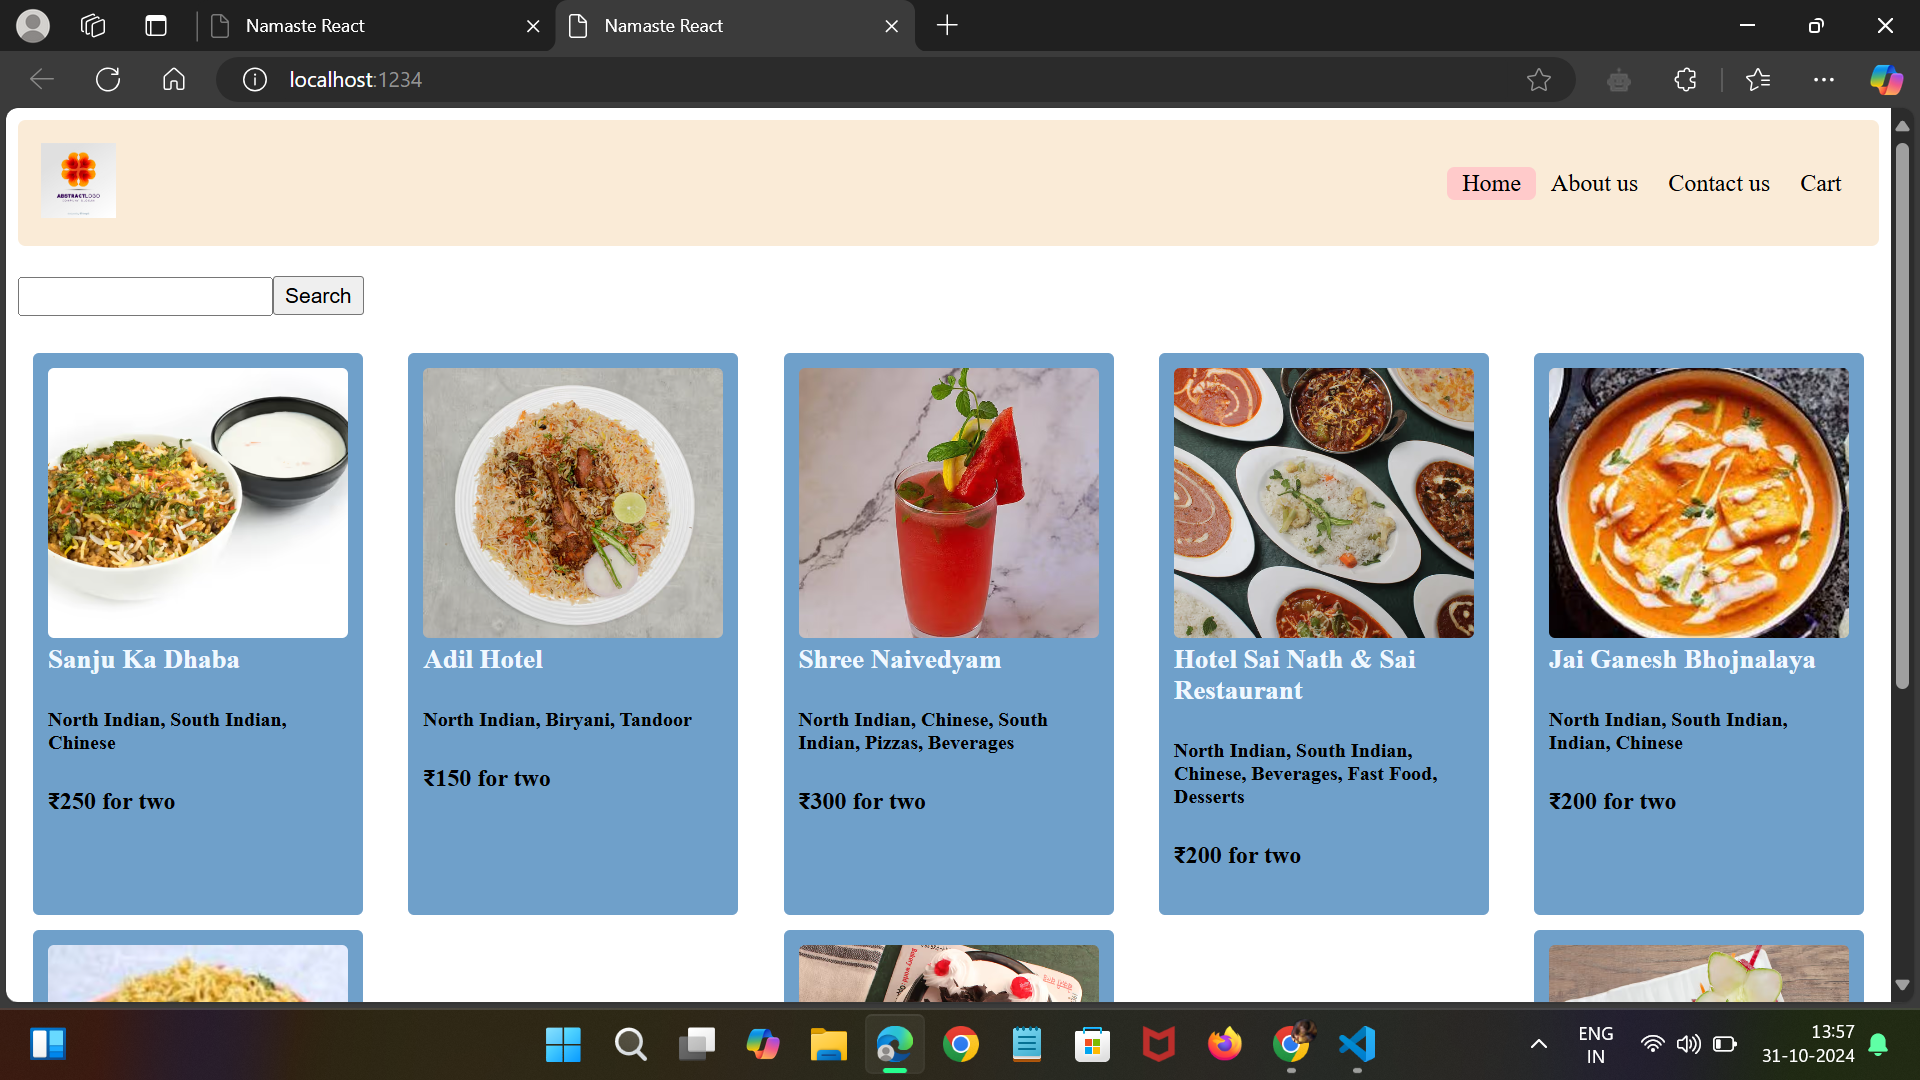 Namaste React
Namaste React
localhost:1234
ABSTRACTLOGO
Home
About us
Contact us
Cart
Search
Sanju Ka Dhaba
North Indian, South Indian,
Chinese
₹250 for two
Adil Hotel
North Indian, Biryani, Tandoor
₹150 for two
Shree Naivedyam
North Indian, Chinese, South
Indian, Pizzas, Beverages
₹300 for two
Hotel Sai Nath & Sai
Restaurant
North Indian, South Indian,
Chinese, Beverages, Fast Food,
Desserts
₹200 for two
Jai Ganesh Bhojnalaya
North Indian, South Indian,
Indian, Chinese
₹200 for two
ENG
IN
13:57
31-10-2024